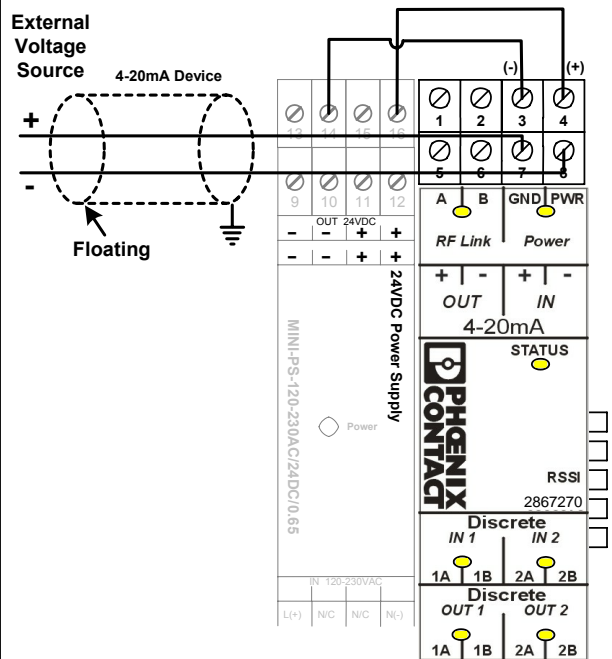 External
Voltage
Source
4-20mA Device
+
-
Floating
(-) (+)
13 14 15 16
1 2 3 4
9 10 11 12
5 6 7 8
OUT 24VDC
- - + +
- - + +
A B GND PWR
RF Link Power
+ - + -
OUT IN
4-20mA
24VDC Power Supply
MINI-PS-120-230AC/24DC/0.65
Power
STATUS
PHŒNIX
CONTACT
RSSI
2867270
Discrete
IN 1 IN 2
1A 1B 2A 2B
IN 120-230VAC
L(+) N/C N/C N(-)
Discrete
OUT 1 OUT 2
1A 1B 2A 2B